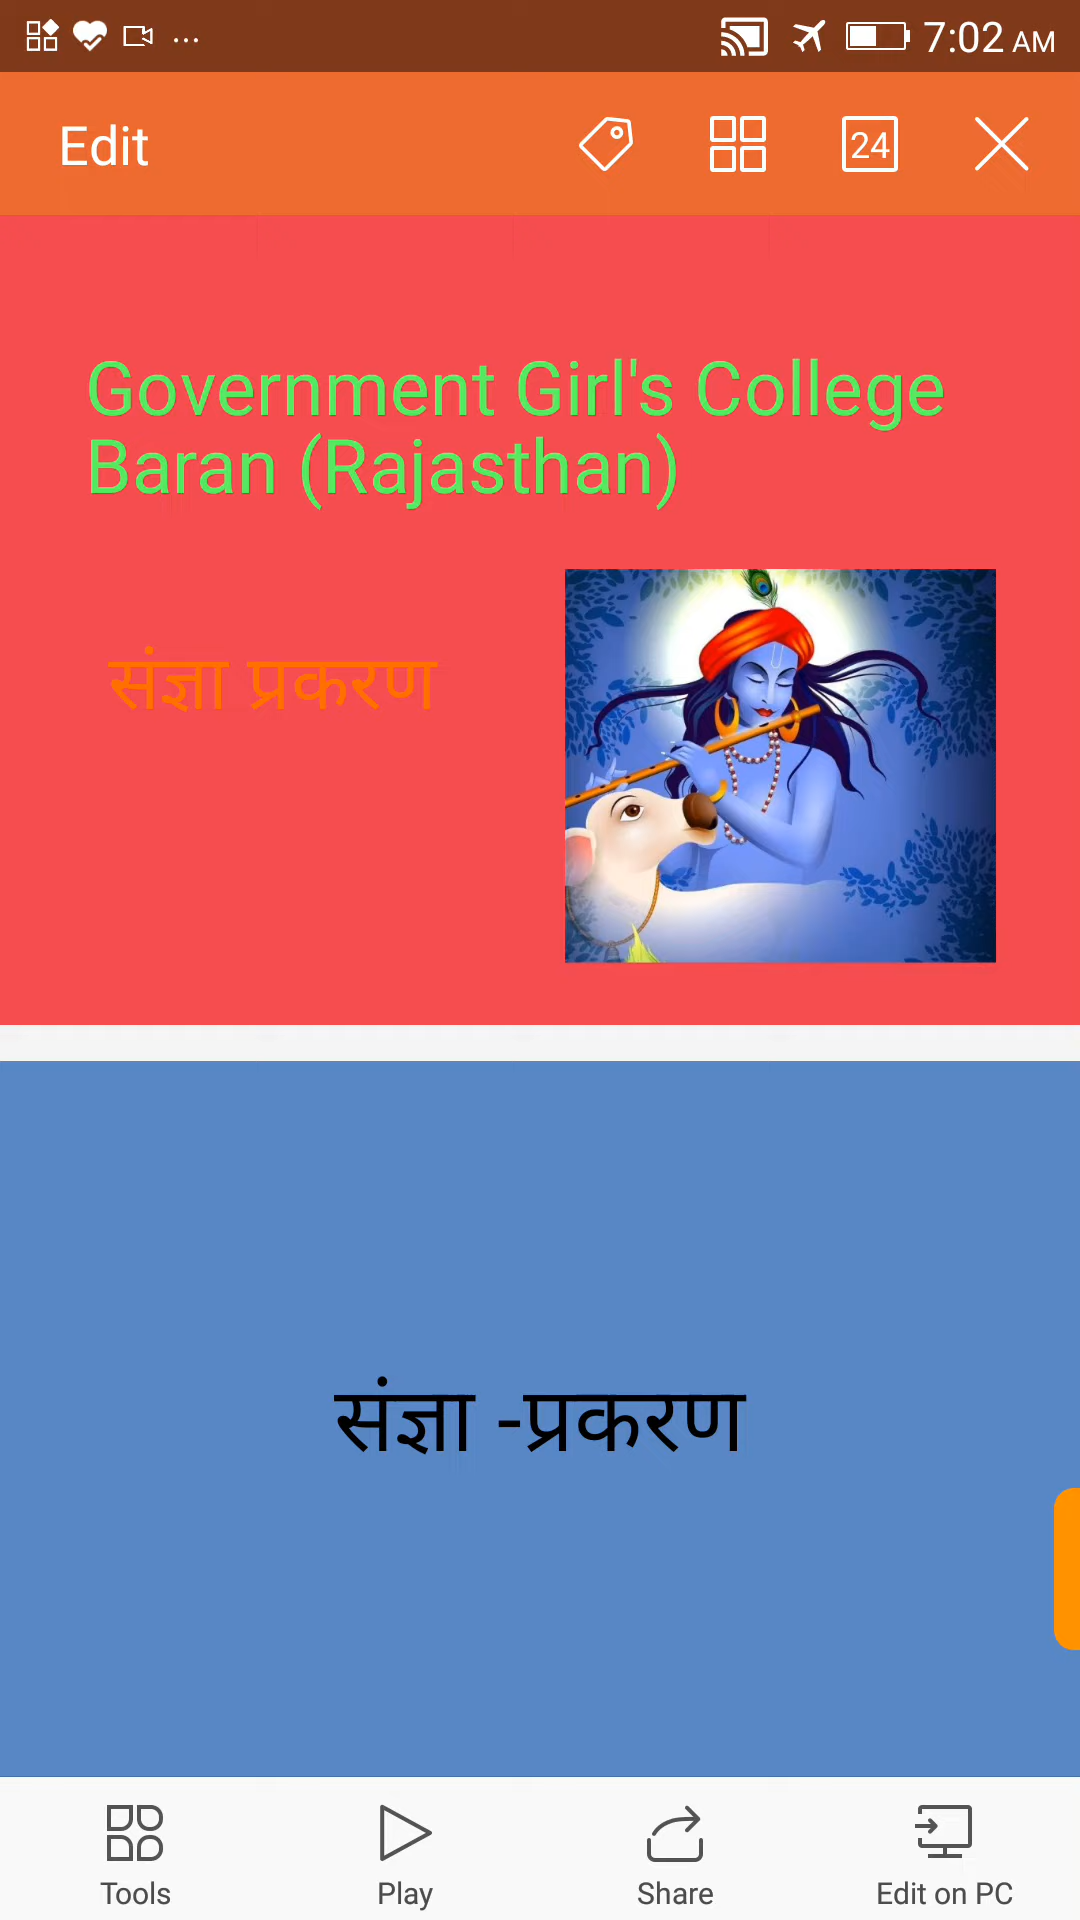 7:02 AM
Edit
24
Government Girl's College
Baran (Rajasthan)
संज्ञा प्रकरण
संज्ञा -प्रकरण
Tools
Play
Share
Edit on PC